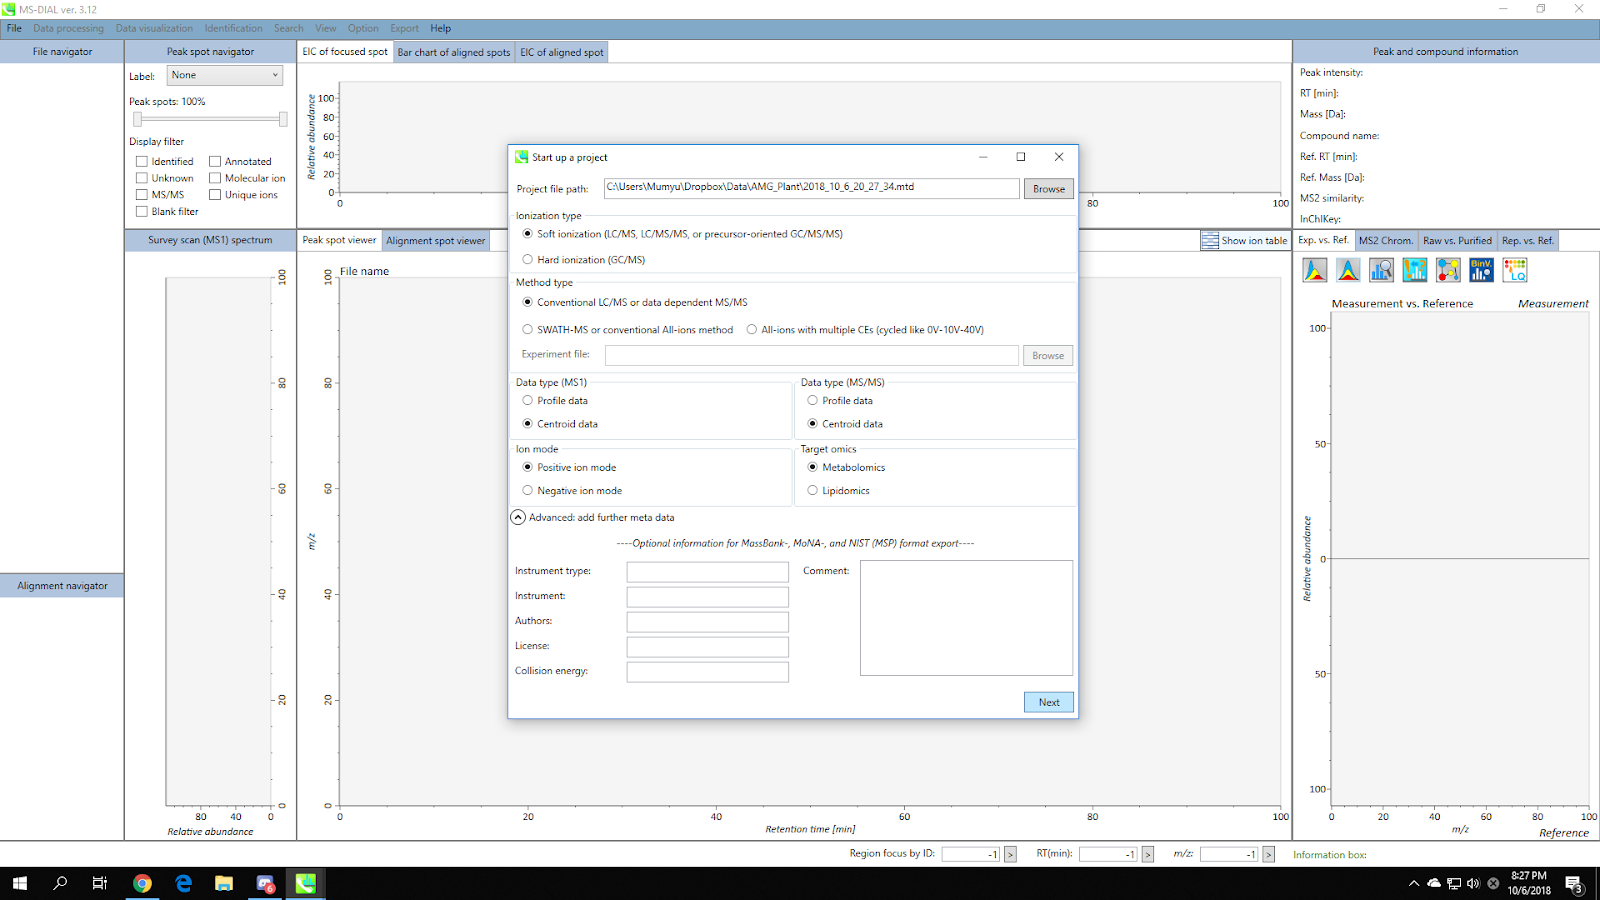 MS-DIAL ver. 3.12
File Data processing Data visualization Identification Search View Option Export Help
File navigator
Peak spot navigator
Label: None
Peak spots: 100%
Display filter
Identified Annotated
Unknown Molecular ion
MS/MS Unique ions
Blank filter
EIC of focused spot Bar chart of aligned spots EIC of aligned spot
Relative abundance
100
80
60
40
20
0
0 80 100
Peak and compound information
Peak intensity:
RT [min]:
Mass [Da]:
Compound name:
Ref. RT [min]:
Ref. Mass [Da]:
MS2 similarity:
InChIKey:
Start up a project
Project file path: C:\Users\Mumyu\Dropbox\Data\AMG_Plant\2018_10_6_20_27_34.mtd Browse
Ionization type
Soft ionization (LC/MS, LC/MS/MS, or precursor-oriented GC/MS/MS)
Hard ionization (GC/MS)
Method type
Conventional LC/MS or data dependent MS/MS
SWATH-MS or conventional All-ions method All-ions with multiple CEs (cycled like 0V-10V-40V)
Experiment file: Browse
Data type (MS1) Data type (MS/MS)
Profile data Profile data
Centroid data Centroid data
Ion mode Target omics
Positive ion mode Metabolomics
Negative ion mode Lipidomics
Advanced: add further meta data
----Optional information for MassBank-, MoNA-, and NIST (MSP) format export----
Instrument trype: Comment:
Instrument:
Authors:
License:
Collision energy:
Next
Survey scan (MS1) spectrum
100
80
60
40
20
0
80 40 0
Relative abundance
Alignment navigator
Peak spot viewer Alignment spot viewer Show ion table
File name
100
80
60
40
20
0
m/z
0 20 40 60 80 100
Retention time [min]
Exp. vs. Ref. MS2 Chrom. Raw vs. Purified Rep. vs. Ref.
BinV.
LQ
Measurement vs. Reference Measurement
100
50
0
50
100
Relative abundance
0 20 40 60 80 100
m/z
Reference
Region focus by ID: -1 > RT(min): -1 > m/z: -1 > Information box:
6
8:27 PM
10/6/2018
3